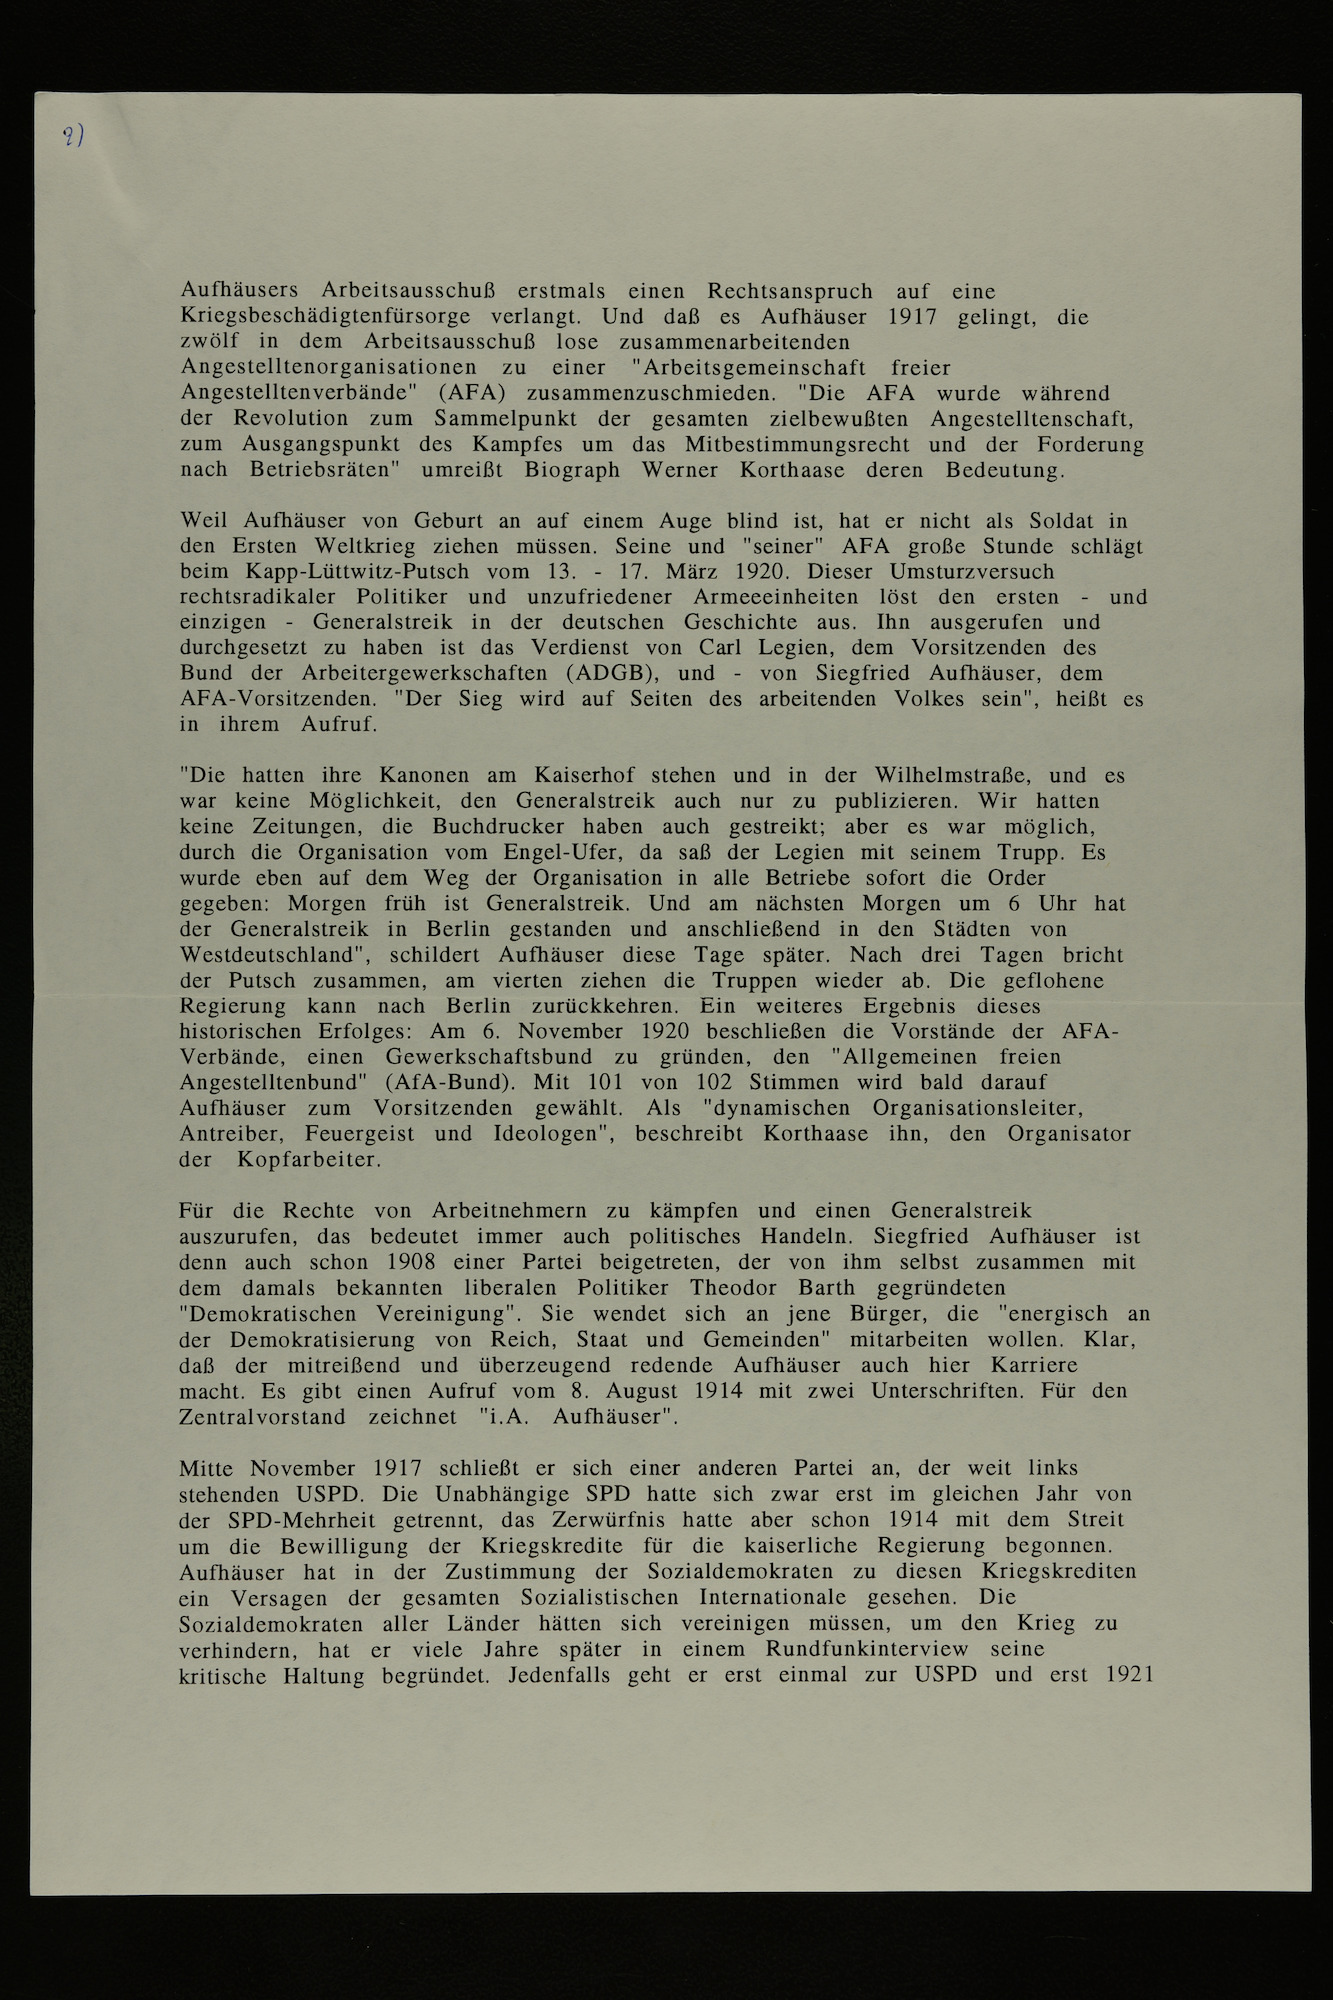 2)
Aufhäusers Arbeitsausschuß erstmals einen Rechtsanspruch auf eine
Kriegsbeschädigtenfürsorge verlangt. Und daß es Aufhäuser 1917 gelingt, die
zwölf in dem Arbeitsausschuß lose zusammenarbeitenden
Angestelltenorganisationen zu einer "Arbeitsgemeinschaft freier
Angestelltenverbände" (AFA) zusammenzuschmieden. "Die AFA wurde während
der Revolution zum Sammelpunkt der gesamten zielbewußten Angestelltenschaft,
zum Ausgangspunkt des Kampfes um das Mitbestimmungsrecht und der Forderung
nach Betriebsräten" umreißt Biograph Werner Korthaase deren Bedeutung.
Weil Aufhäuser von Geburt an auf einem Auge blind ist, hat er nicht als Soldat in
den Ersten Weltkrieg ziehen müssen. Seine und "seiner" AFA große Stunde schlägt
beim Kapp-Lüttwitz-Putsch vom 13. - 17. März 1920. Dieser Umsturzversuch
rechtsradikaler Politiker und unzufriedener Armeeeinheiten löst den ersten - und
einzigen - Generalstreik in der deutschen Geschichte aus. Ihn ausgerufen und
durchgesetzt zu haben ist das Verdienst von Carl Legien, dem Vorsitzenden des
Bund der Arbeitergewerkschaften (ADGB), und - von Siegfried Aufhäuser, dem
AFA-Vorsitzenden. "Der Sieg wird auf Seiten des arbeitenden Volkes sein", heißt es
in ihrem Aufruf.
"Die hatten ihre Kanonen am Kaiserhof stehen und in der Wilhelmstraße, und es
war keine Möglichkeit, den Generalstreik auch nur zu publizieren. Wir hatten
keine Zeitungen, die Buchdrucker haben auch gestreikt; aber es war möglich,
durch die Organisation vom Engel-Ufer, da saß der Legien mit seinem Trupp. Es
wurde eben auf dem Weg der Organisation in alle Betriebe sofort die Order
gegeben: Morgen früh ist Generalstreik. Und am nächsten Morgen um 6 Uhr hat
der Generalstreik in Berlin gestanden und anschließend in den Städten von
Westdeutschland", schildert Aufhäuser diese Tage später. Nach drei Tagen bricht
der Putsch zusammen, am vierten ziehen die Truppen wieder ab. Die geflohene
Regierung kann nach Berlin zurückkehren. Ein weiteres Ergebnis dieses
historischen Erfolges: Am 6. November 1920 beschließen die Vorstände der AFA-
Verbände, einen Gewerkschaftsbund zu gründen, den "Allgemeinen freien
Angestelltenbund" (AfA-Bund). Mit 101 von 102 Stimmen wird bald darauf
Aufhäuser zum Vorsitzenden gewählt. Als "dynamischen Organisationsleiter,
Antreiber, Feuergeist und Ideologen", beschreibt Korthaase ihn, den Organisator
der Kopfarbeiter.
Für die Rechte von Arbeitnehmern zu kämpfen und einen Generalstreik
auszurufen, das bedeutet immer auch politisches Handeln. Siegfried Aufhäuser ist
denn auch schon 1908 einer Partei beigetreten, der von ihm selbst zusammen mit
dem damals bekannten liberalen Politiker Theodor Barth gegründeten
"Demokratischen Vereinigung". Sie wendet sich an jene Bürger, die "energisch an
der Demokratisierung von Reich, Staat und Gemeinden" mitarbeiten wollen. Klar,
daß der mitreißend und überzeugend redende Aufhäuser auch hier Karriere
macht. Es gibt einen Aufruf vom 8. August 1914 mit zwei Unterschriften. Für den
Zentralvorstand zeichnet "i.A. Aufhäuser".
Mitte November 1917 schließt er sich einer anderen Partei an, der weit links
stehenden USPD. Die Unabhängige SPD hatte sich zwar erst im gleichen Jahr von
der SPD-Mehrheit getrennt, das Zerwürfnis hatte aber schon 1914 mit dem Streit
um die Bewilligung der Kriegskredite für die kaiserliche Regierung begonnen.
Aufhäuser hat in der Zustimmung der Sozialdemokraten zu diesen Kriegskrediten
ein Versagen der gesamten Sozialistischen Internationale gesehen. Die
Sozialdemokraten aller Länder hätten sich vereinigen müssen, um den Krieg zu
verhindern, hat er viele Jahre später in einem Rundfunkinterview seine
kritische Haltung begründet. Jedenfalls geht er erst einmal zur USPD und erst 1921